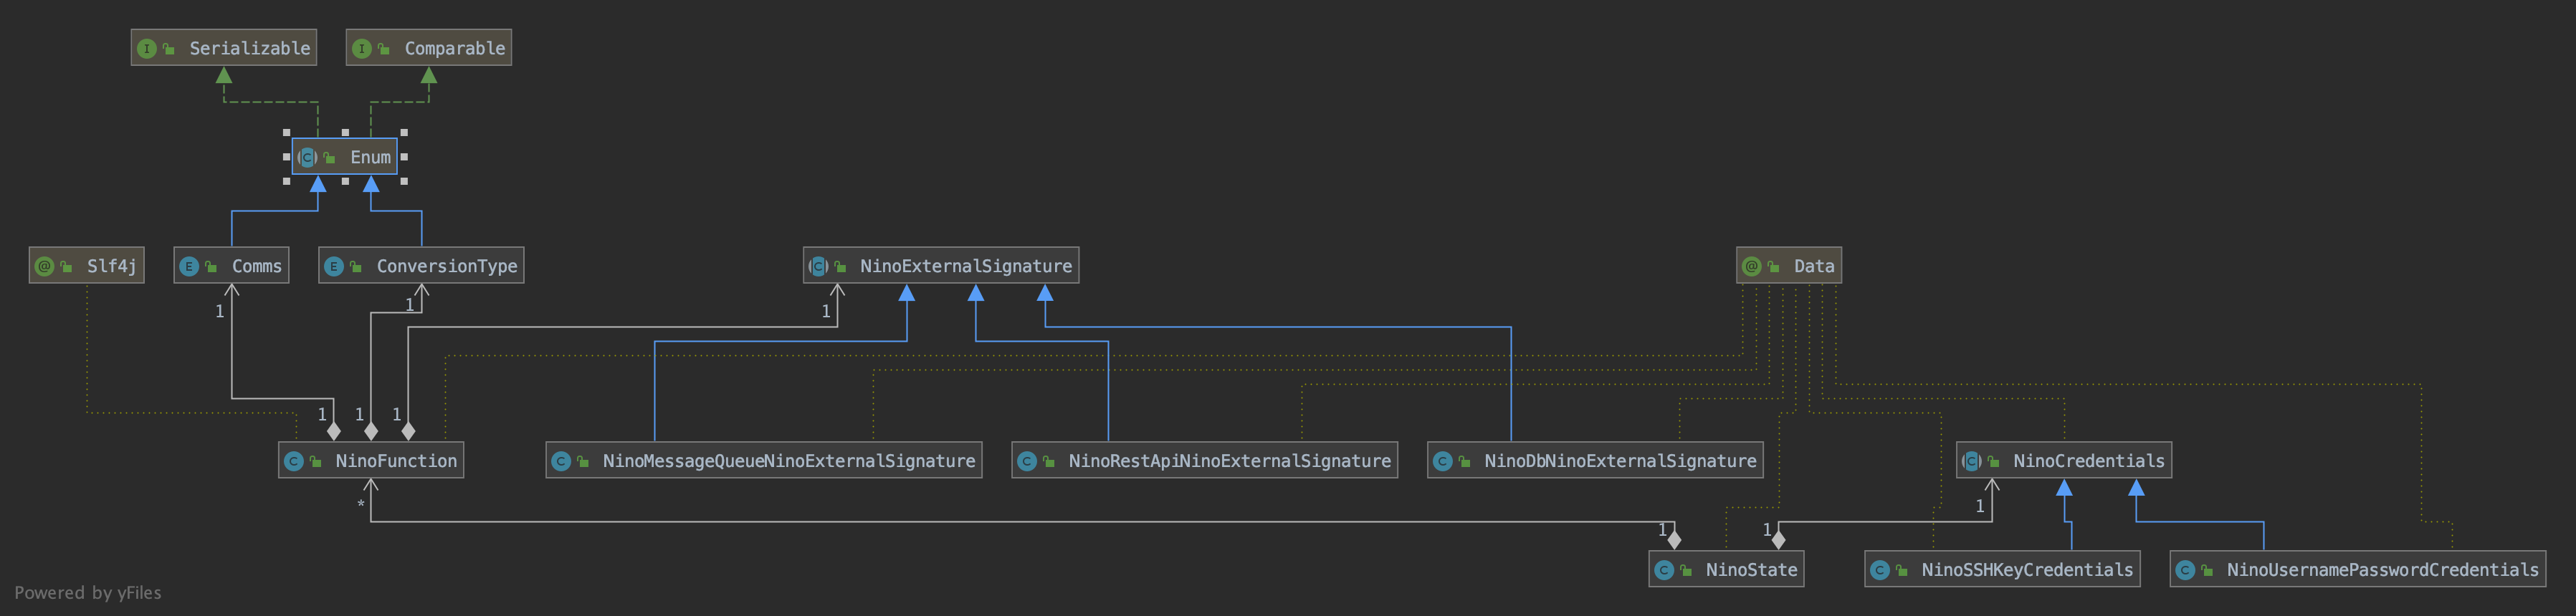 I Serializable
I Comparable
C Enum
@ Slf4j
E Comms
E ConversionType
C NinoExternalSignature
@ Data
1
1
1
1
1
1
C NinoFunction
C NinoMessageQueueNinoExternalSignature
C NinoRestApiNinoExternalSignature
C NinoDbNinoExternalSignature
C NinoCredentials
*
1
1
1
C NinoState
C NinoSSHKeyCredentials
C NinoUsernamePasswordCredentials
Powered by yFiles